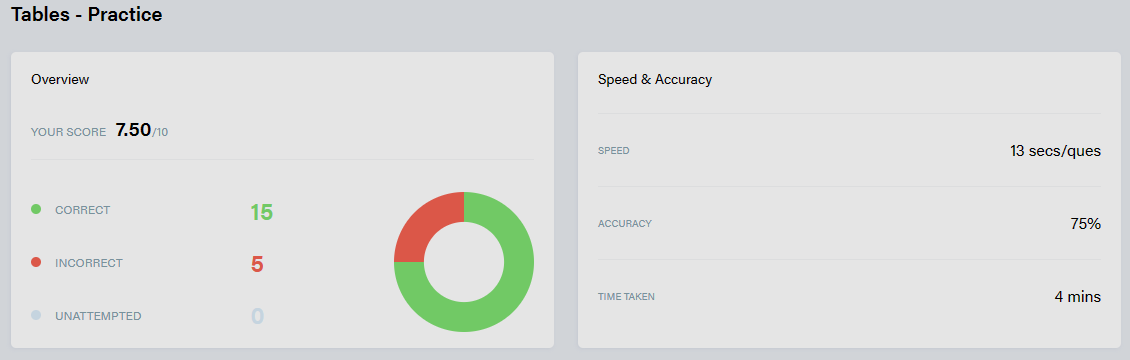 Tables - Practice
Overview
YOUR SCORE 7.50/10
CORRECT 15
INCORRECT 5
UNATTEMPTED 0
Speed & Accuracy
SPEED 13 secs/ques
ACCURACY 75%
TIME TAKEN 4 mins